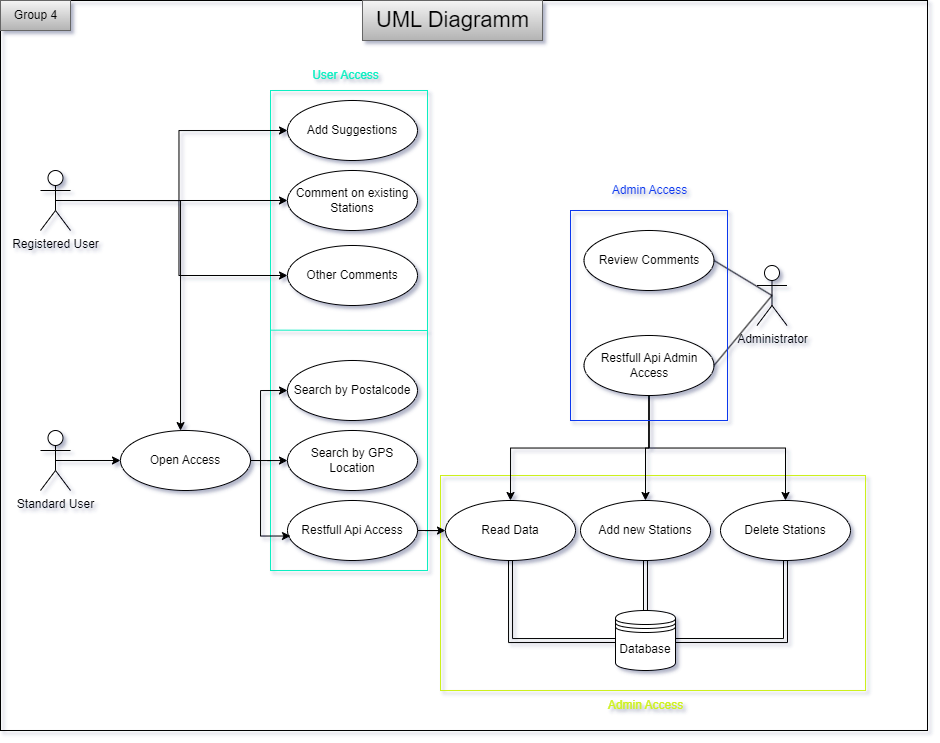 Group 4
UML Diagramm
User Access
Add Suggestions
Comment on existing
Stations
Registered User
Other Comments
Admin Access
Review Comments
Administrator
Restfull Api Admin
Access
Search by Postalcode
Standard User
Open Access
Search by GPS
Location
Restfull Api Access
Read Data
Add new Stations
Delete Stations
Database
Admin Access